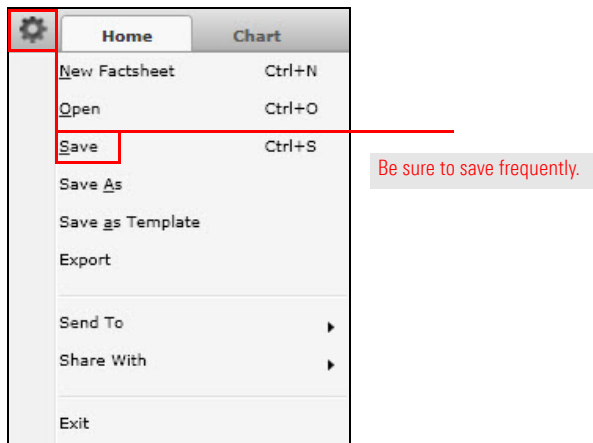 Home Chart
New Factsheet Ctrl+N
Open Ctrl+O
Save Ctrl+S
Be sure to save frequently.
Save As
Save as Template
Export
Send To
Share With
Exit